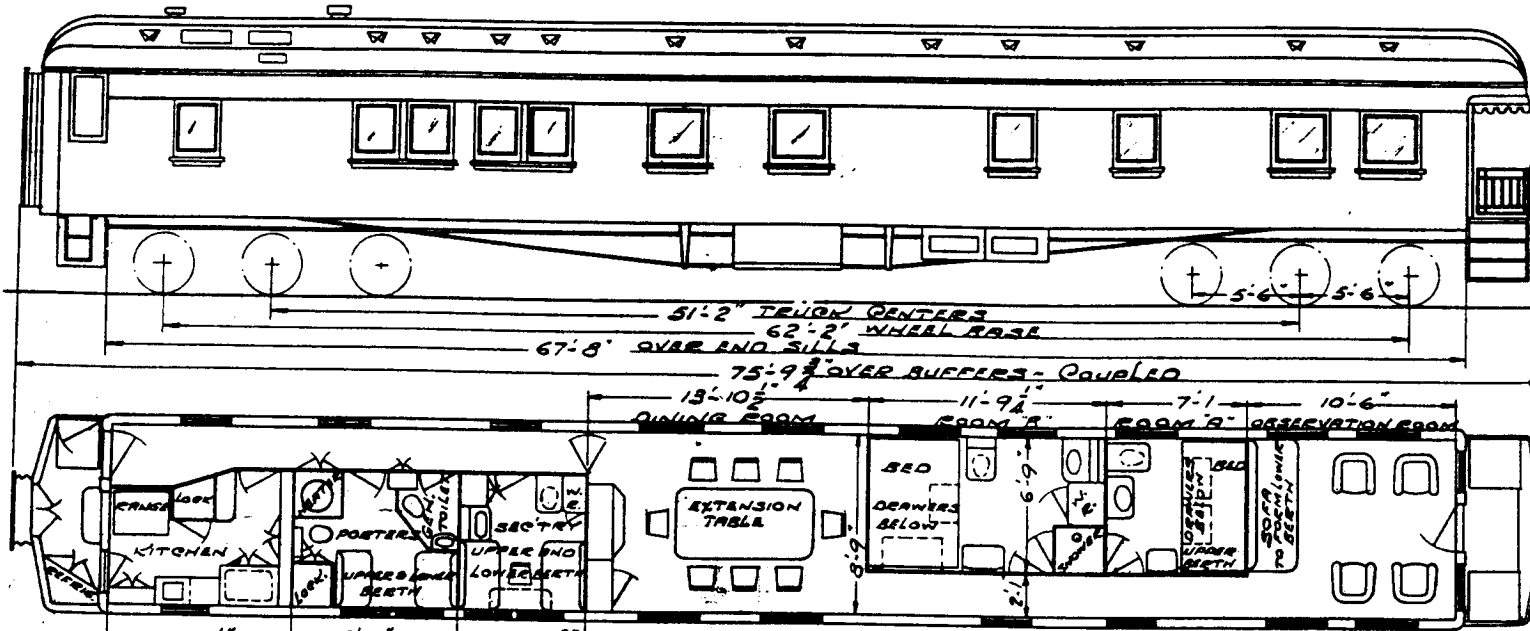 5'-6" 5'-6"
51'-2" TRUCK CENTERS
62'-2" WHEEL BASE
67'-8" OVER END SILLS
75'-9¾" OVER BUFFERS - COUPLED
13'-10½" 11'-9¼" 7'-1 10'-6"
DINING ROOM ROOM "B" ROOM "A" OBSERVATION ROOM
RANGE
LOCK
KITCHEN
REFRIG
HEATER
PORTERS
LOCK.
UPPER & LOWER
BERTH
GEN.
TOILET
SEC'TRY
UPPER AND
LOWER BERTH
EXTENSION
TABLE
8'-9"
BED
DRAWERS
BELOW
6'-9"
SHOWER
2'-1"
DRAWERS
BELOW
BED
UPPER
BERTH
SOFA
TO FORM LOWER
BERTH